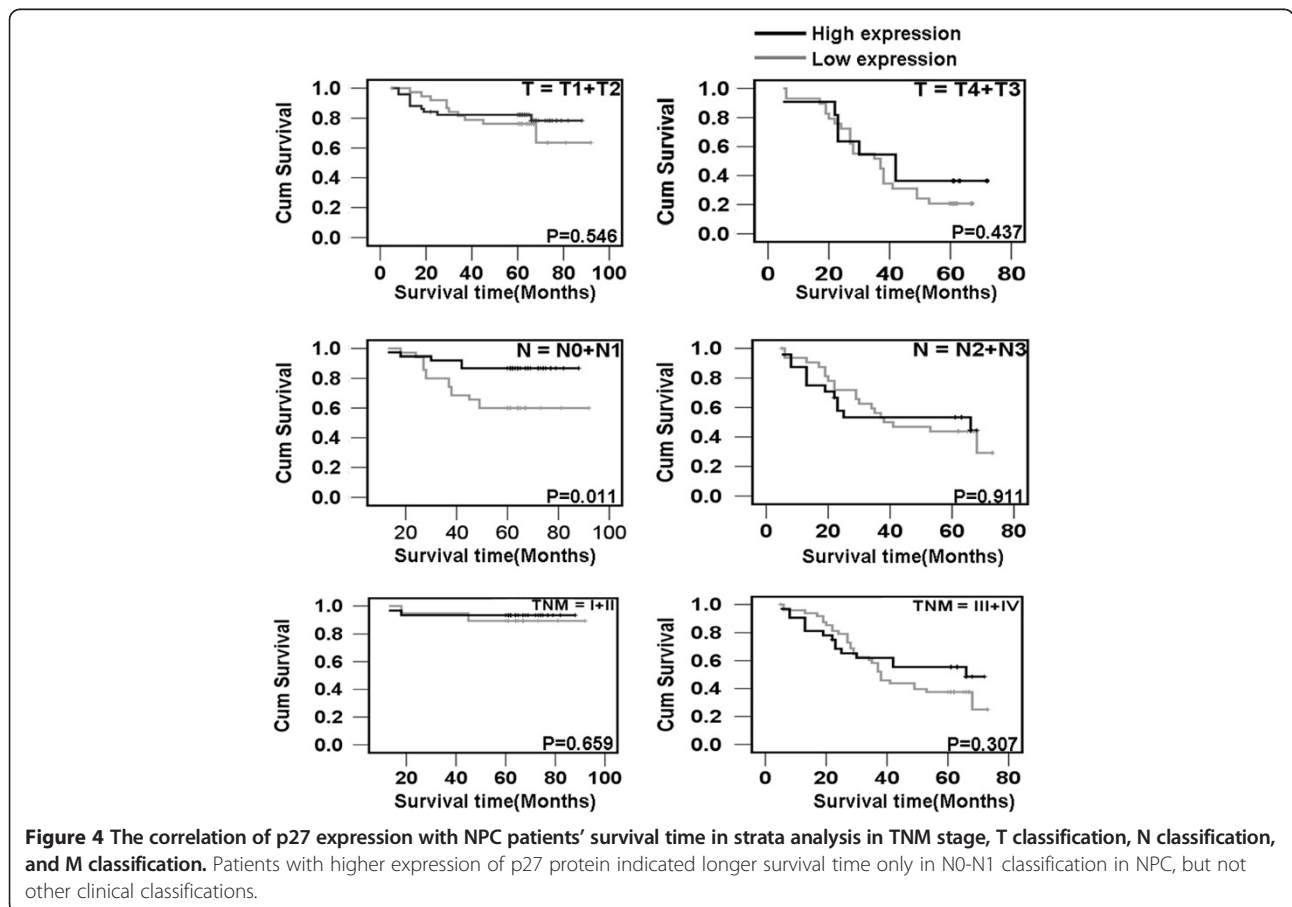 High expression
Low expression
T = T1+T2
Cum Survival
1.0
0.8
0.6
0.4
0.2
0.0
P=0.546
0 20 40 60 80 100
Survival time(Months)
T = T4+T3
Cum Survival
1.0
0.8
0.6
0.4
0.2
0.0
P=0.437
0 20 40 60 80
Survival time(Months)
N = N0+N1
Cum Survival
1.0
0.8
0.6
0.4
0.2
0.0
P=0.011
20 40 60 80 100
Survival time(Months)
N = N2+N3
Cum Survival
1.0
0.8
0.6
0.4
0.2
0.0
P=0.911
0 20 40 60 80
Survival time(Months)
TNM = I+II
Cum Survival
1.0
0.8
0.6
0.4
0.2
0.0
P=0.659
20 40 60 80 100
Survival time(Months)
TNM = III+IV
Cum Survival
1.0
0.8
0.6
0.4
0.2
0.0
P=0.307
0 20 40 60 80
Survival time(Months)
Figure 4 The correlation of p27 expression with NPC patients’ survival time in strata analysis in TNM stage, T classification, N classification,
and M classification. Patients with higher expression of p27 protein indicated longer survival time only in N0-N1 classification in NPC, but not
other clinical classifications.